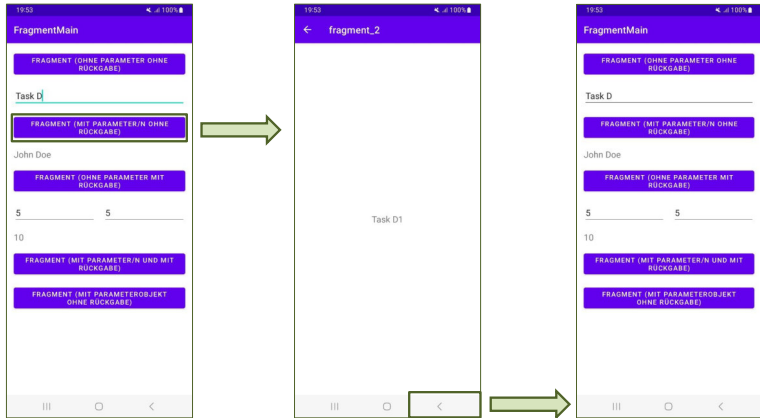 19:53 100%
FragmentMain
FRAGMENT (OHNE PARAMETER OHNE
RÜCKGABE)
Task D
FRAGMENT (MIT PARAMETER/N OHNE
RÜCKGABE)
John Doe
FRAGMENT (OHNE PARAMETER MIT
RÜCKGABE)
5 5
10
FRAGMENT (MIT PARAMETER/N UND MIT
RÜCKGABE)
FRAGMENT (MIT PARAMETEROBJEKT
OHNE RÜCKGABE)
19:53 100%
fragment_2
Task D1
19:53 100%
FragmentMain
FRAGMENT (OHNE PARAMETER OHNE
RÜCKGABE)
Task D
FRAGMENT (MIT PARAMETER/N OHNE
RÜCKGABE)
John Doe
FRAGMENT (OHNE PARAMETER MIT
RÜCKGABE)
5 5
10
FRAGMENT (MIT PARAMETER/N UND MIT
RÜCKGABE)
FRAGMENT (MIT PARAMETEROBJEKT
OHNE RÜCKGABE)